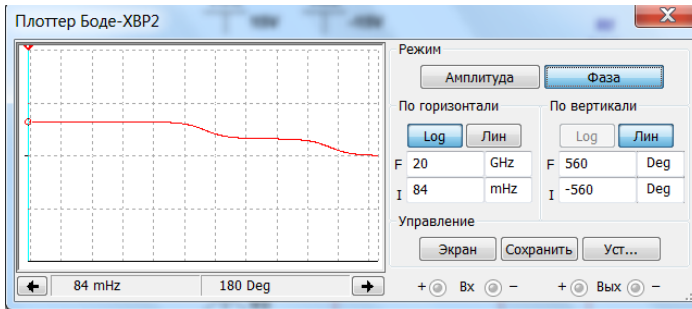 Плоттер Боде-XBP2
Режим
Амплитуда Фаза
По горизонтали По вертикали
Log Лин Log Лин
F 20 GHz F 560 Deg
I 84 mHz I -560 Deg
Управление
Экран Сохранить Уст...
84 mHz 180 Deg + Вх − + Вых −